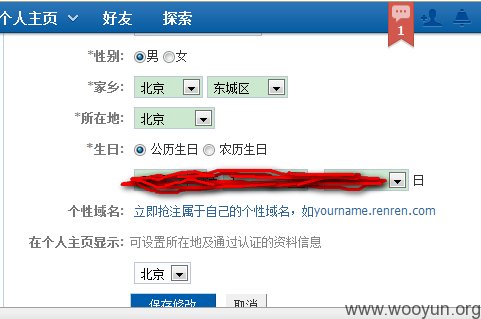 个人主页 好友 探索
1
*性别: 男 女
*家乡: 北京 东城区
*所在地: 北京
*生日: 公历生日 农历生日
日
个性域名: 立即抢注属于自己的个性域名，如yourname.renren.com
在个人主页显示: 可设置所在地及通过认证的资料信息
北京
保存修改 取消
www.wooyun.org